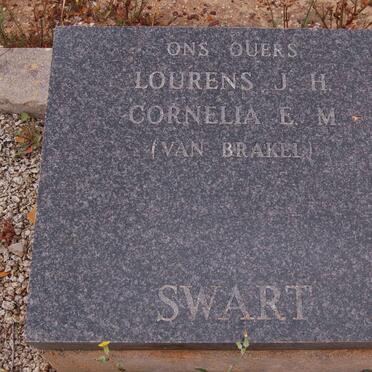 ONS OUERS
LOURENS J. H.
CORNELIA E. M
(VAN BRAKEL)
SWART